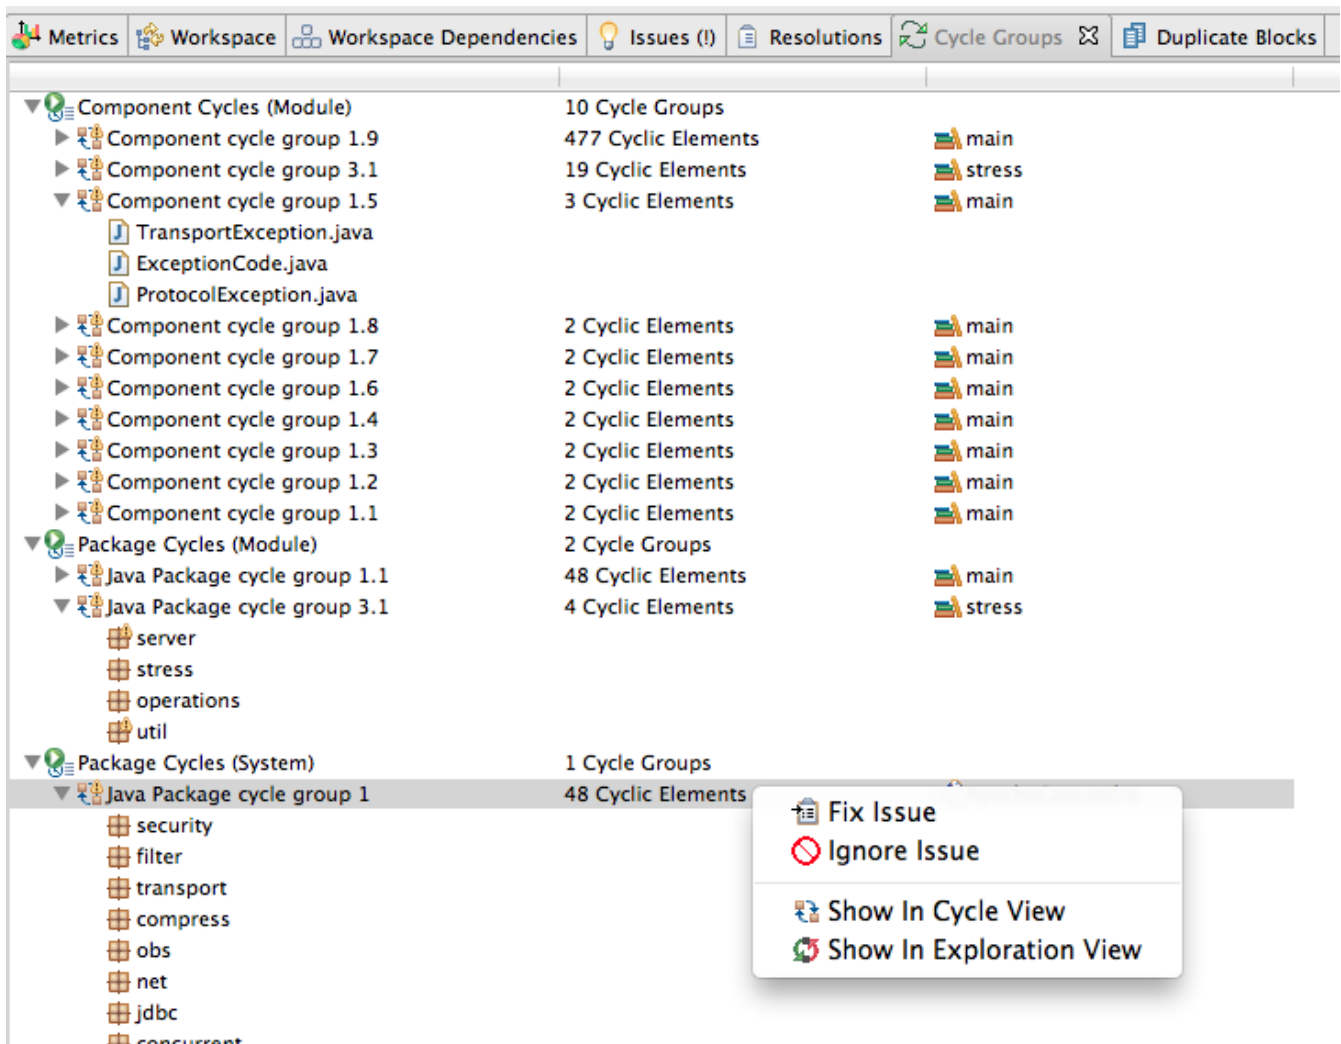 Metrics Workspace Workspace Dependencies Issues (!) Resolutions Cycle Groups Duplicate Blocks
Component Cycles (Module) 10 Cycle Groups
Component cycle group 1.9 477 Cyclic Elements main
Component cycle group 3.1 19 Cyclic Elements stress
Component cycle group 1.5 3 Cyclic Elements main
TransportException.java
ExceptionCode.java
ProtocolException.java
Component cycle group 1.8 2 Cyclic Elements main
Component cycle group 1.7 2 Cyclic Elements main
Component cycle group 1.6 2 Cyclic Elements main
Component cycle group 1.4 2 Cyclic Elements main
Component cycle group 1.3 2 Cyclic Elements main
Component cycle group 1.2 2 Cyclic Elements main
Component cycle group 1.1 2 Cyclic Elements main
Package Cycles (Module) 2 Cycle Groups
Java Package cycle group 1.1 48 Cyclic Elements main
Java Package cycle group 3.1 4 Cyclic Elements stress
server
stress
operations
util
Package Cycles (System) 1 Cycle Groups
Java Package cycle group 1 48 Cyclic Elements
Fix Issue
security
Ignore Issue
filter
transport
Show In Cycle View
compress
Show In Exploration View
obs
net
jdbc
concurrent